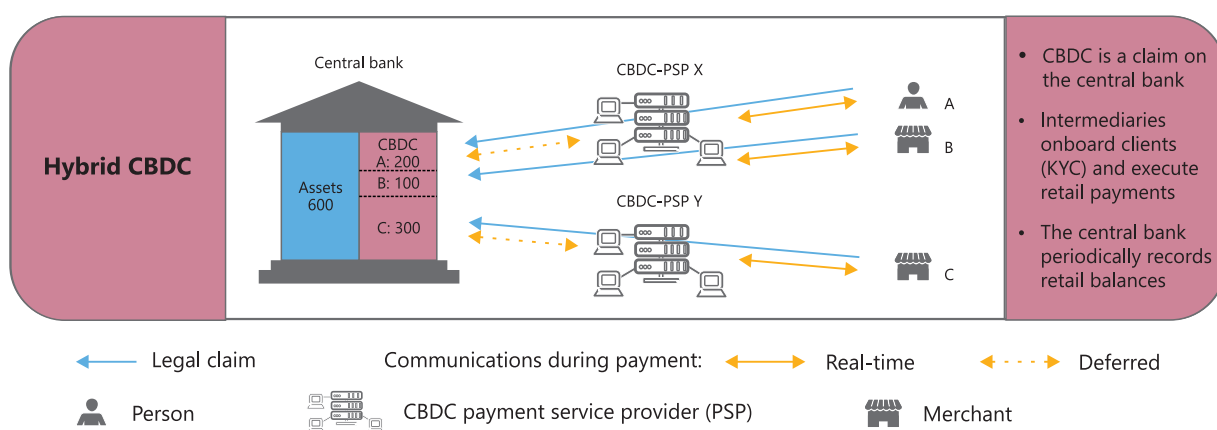 Hybrid CBDC
Central bank
Assets
600
CBDC
A: 200
B: 100
C: 300
CBDC-PSP X
CBDC-PSP Y
A
B
C
• CBDC is a claim on
the central bank
• Intermediaries
onboard clients
(KYC) and execute
retail payments
• The central bank
periodically records
retail balances
Legal claim
Communications during payment:
Real-time
Deferred
Person
CBDC payment service provider (PSP)
Merchant